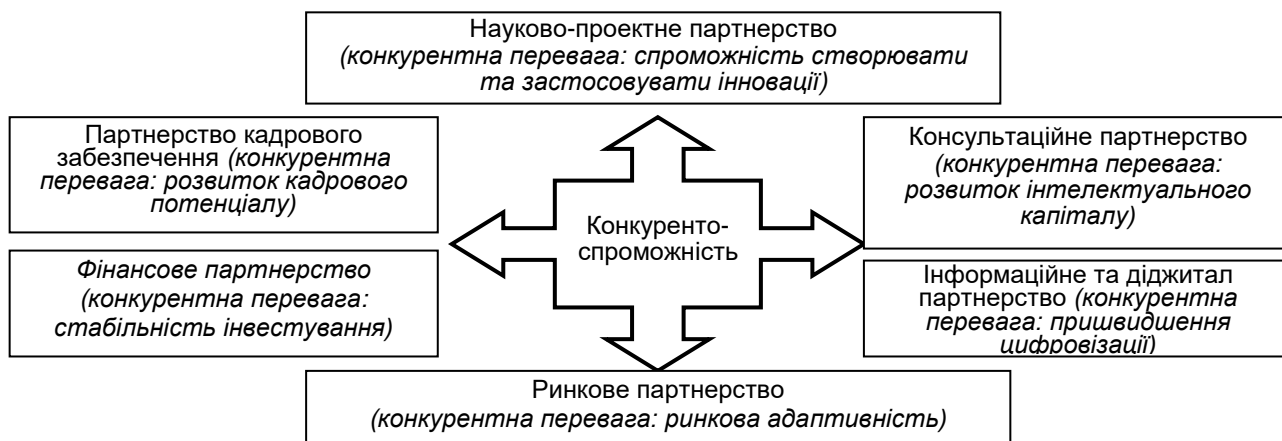 Науково-проектне партнерство
(конкурентна перевага: спроможність створювати
та застосовувати інновації)
Партнерство кадрового
забезпечення (конкурентна
перевага: розвиток кадрового
потенціалу)
Консультаційне партнерство
(конкурентна перевага:
розвиток інтелектуального
капіталу)
Конкуренто-
спроможність
Фінансове партнерство
(конкурентна перевага:
стабільність інвестування)
Інформаційне та діджитал
партнерство (конкурентна
перевага: пришвидшення
цифровізації)
Ринкове партнерство
(конкурентна перевага: ринкова адаптивність)